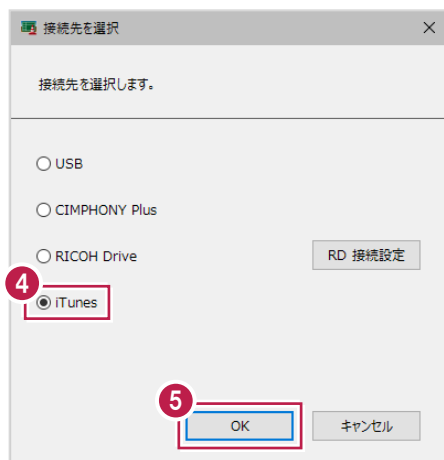 接続先を選択
接続先を選択します。
USB
CIMPHONY Plus
RICOH Drive
RD 接続設定
4
iTunes
5
OK
キャンセル